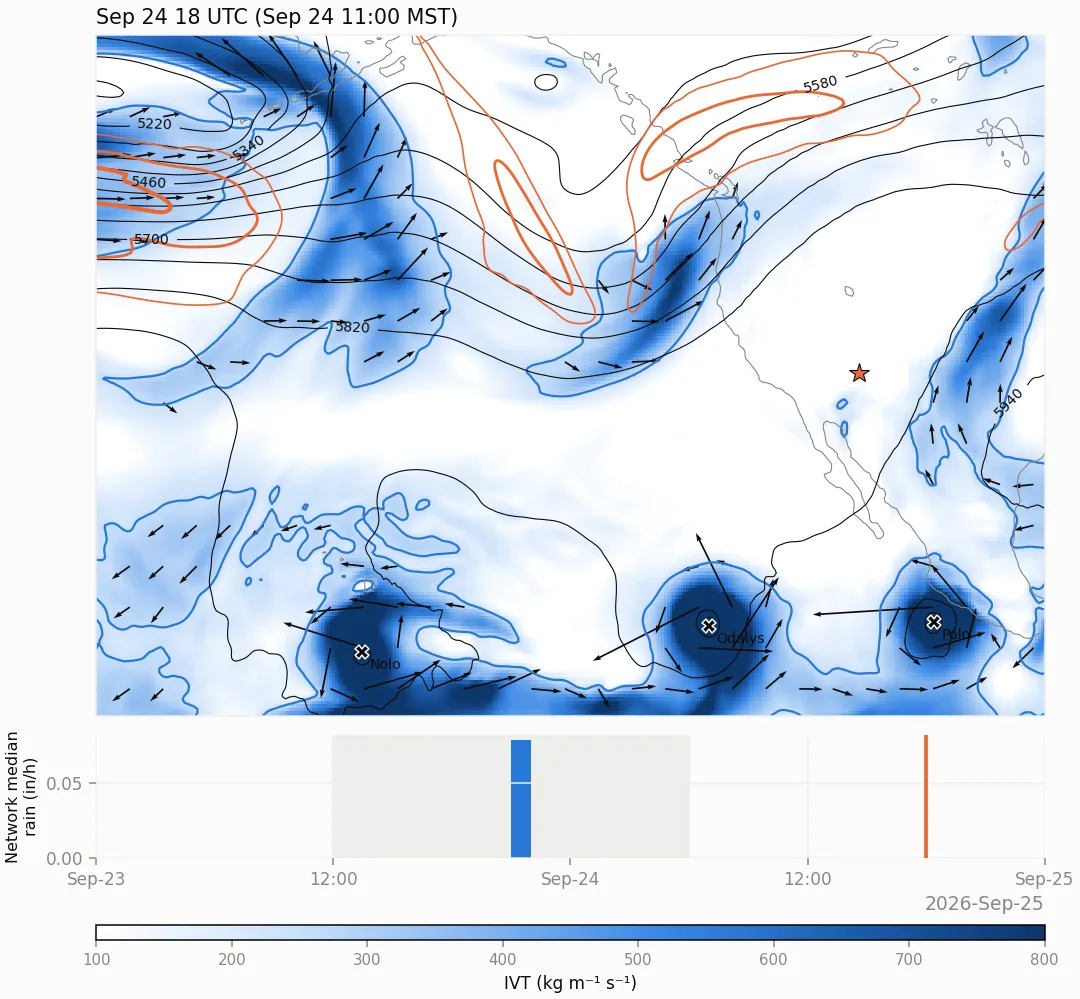 Sep 24 18 UTC (Sep 24 11:00 MST)
5580
5220
5340
5460
5700
5820
5940
Odalys
Polo
Nolo
Network median
rain (in/h)
0.05
0.00
Sep-23
12:00
Sep-24
12:00
Sep-25
2026-Sep-25
100
200
300
400
500
600
700
800
IVT (kg m⁻¹ s⁻¹)